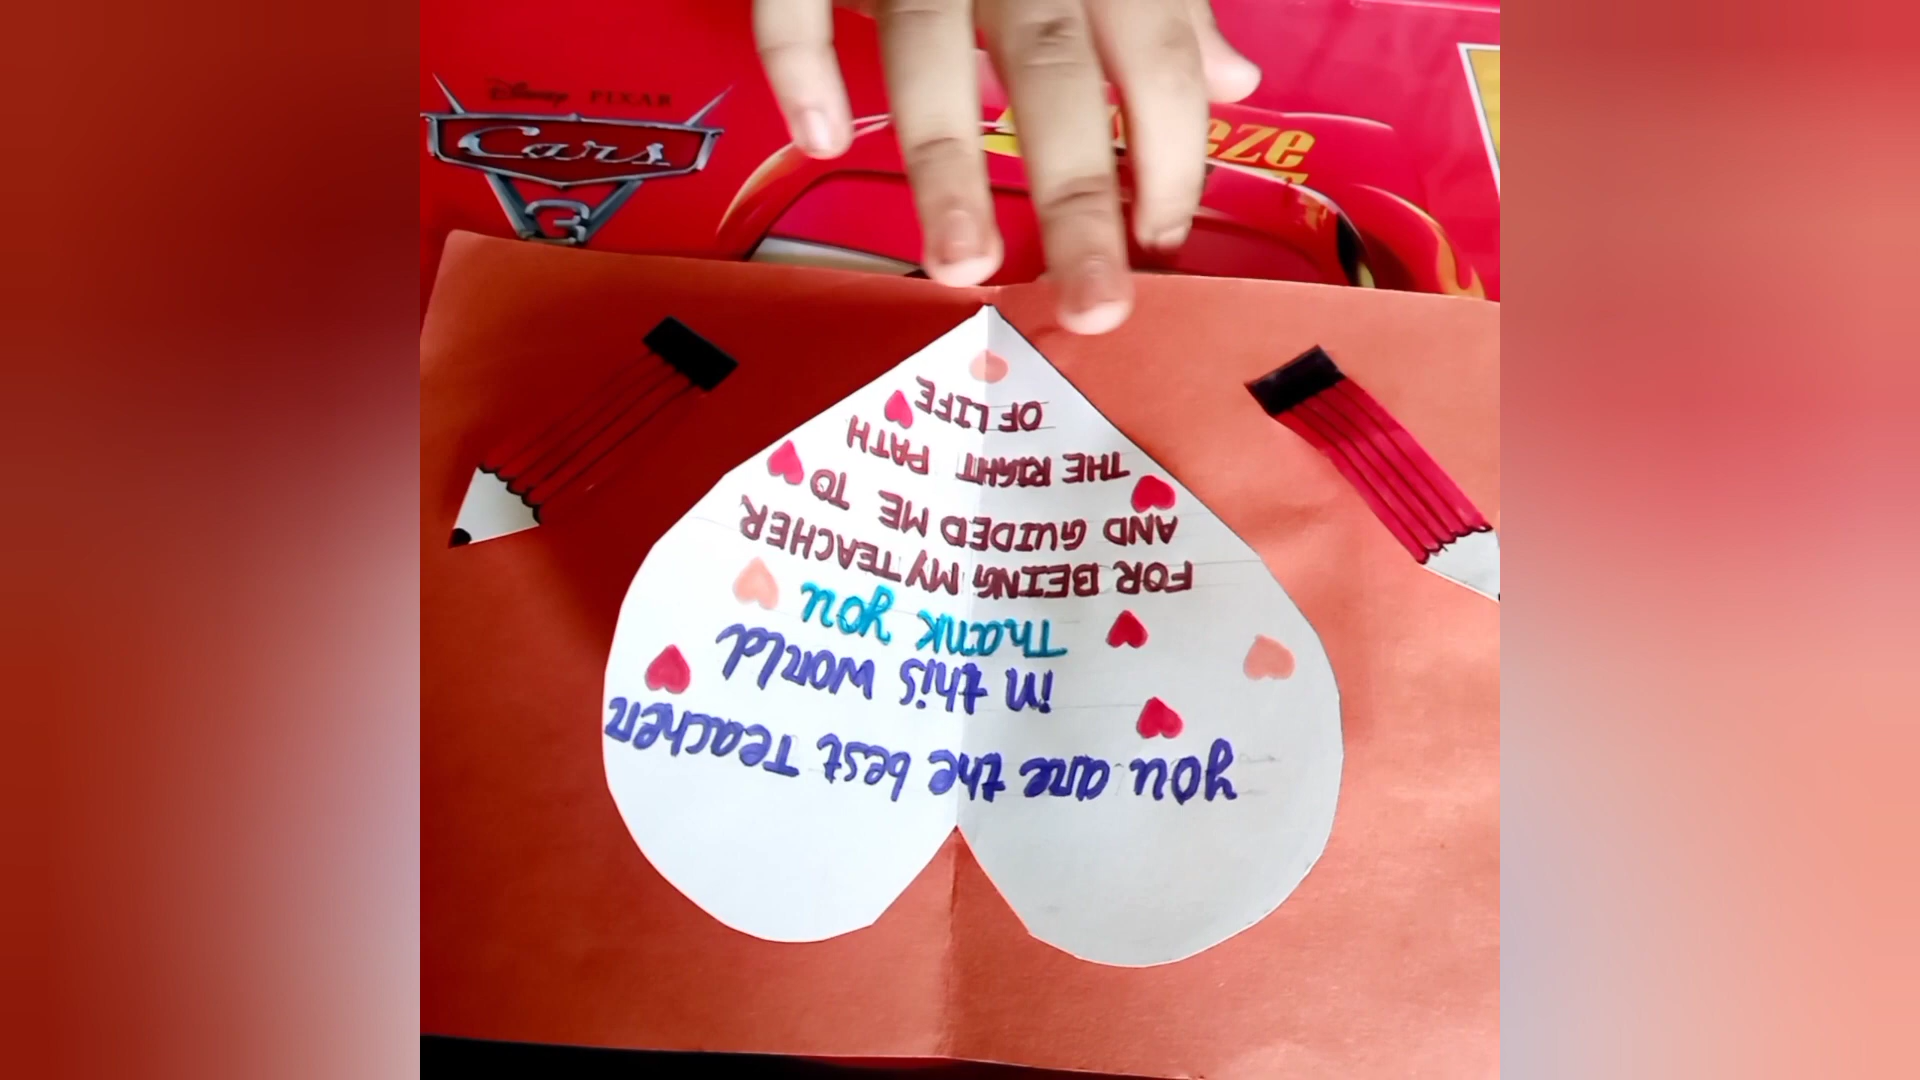 Disney PIXAR
Cars
3
you are the best Teacher
in this world
Thank you
FOR BEING MY TEACHER
AND GUIDED ME TO
THE RIGHT PATH
OF LIFE